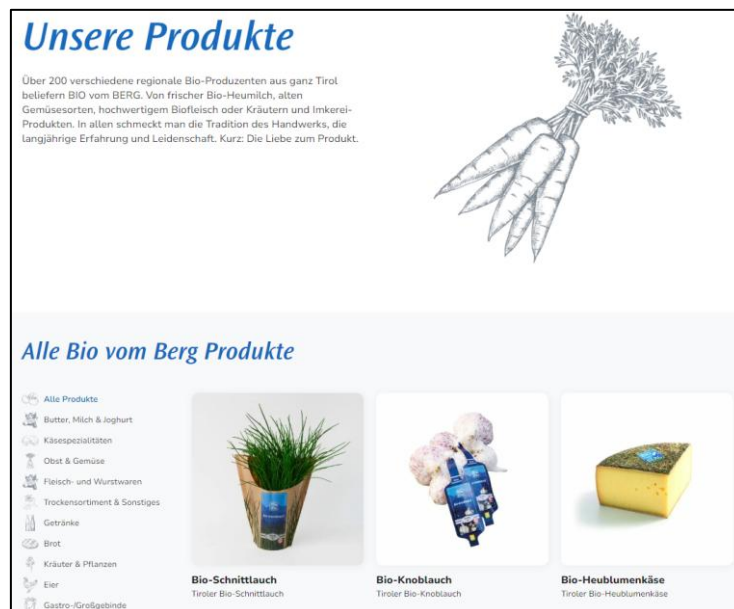 Unsere Produkte
Über 200 verschiedene regionale Bio-Produzenten aus ganz Tirol
beliefern BIO vom BERG. Von frischer Bio-Heumilch, alten
Gemüsesorten, hochwertigem Biofleisch oder Kräutern und Imkerei-
Produkten. In allen schmeckt man die Tradition des Handwerks, die
langjährige Erfahrung und Leidenschaft. Kurz: Die Liebe zum Produkt.
Alle Bio vom Berg Produkte
Alle Produkte
Butter, Milch & Joghurt
Käsespezialitäten
Obst & Gemüse
Fleisch- und Wurstwaren
Trockensortiment & Sonstiges
Getränke
Brot
Kräuter & Pflanzen
Eier
Gastro-/Großgebinde
Bio-Schnittlauch
Tiroler Bio-Schnittlauch
Bio-Knoblauch
Tiroler Bio-Knoblauch
Bio-Heublumenkäse
Tiroler Bio-Heublumenkäse